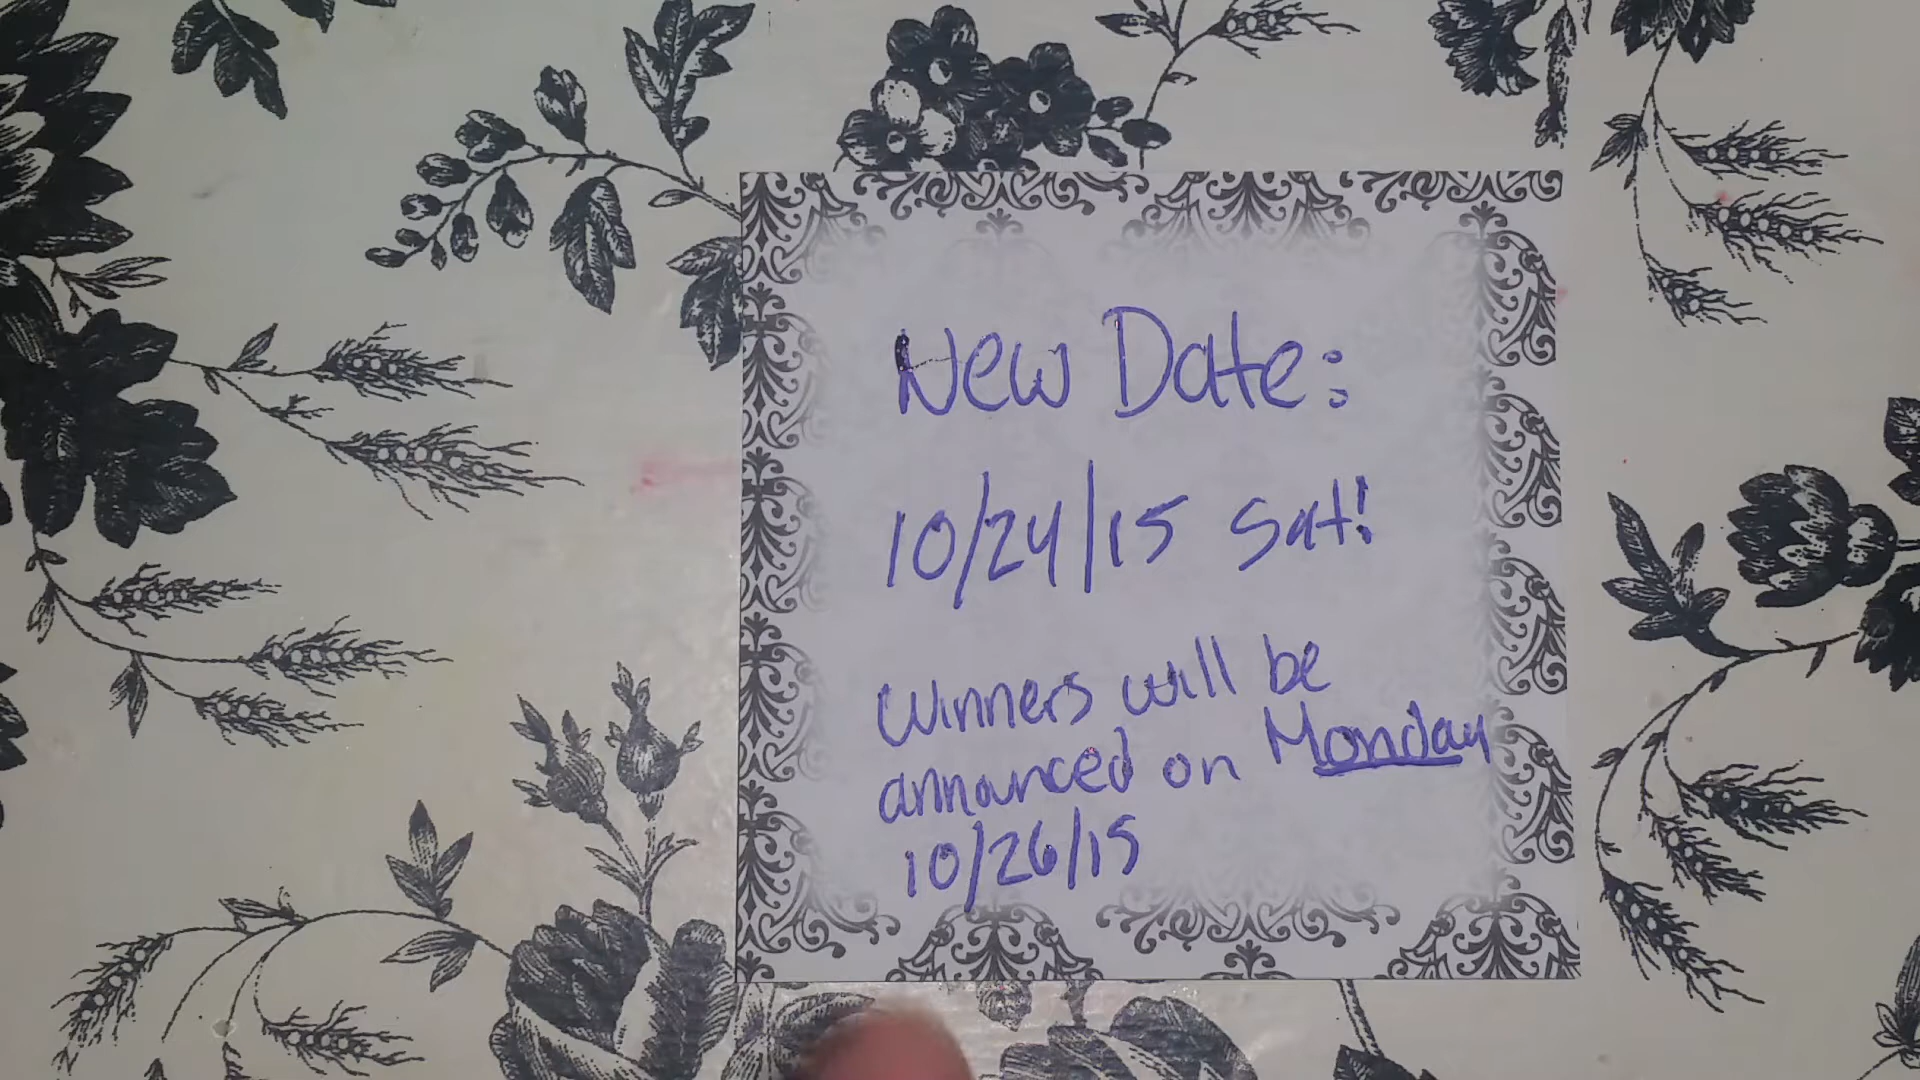 New Date:
10/24/15 Sat!
Winners will be
announced on Monday
10/26/15